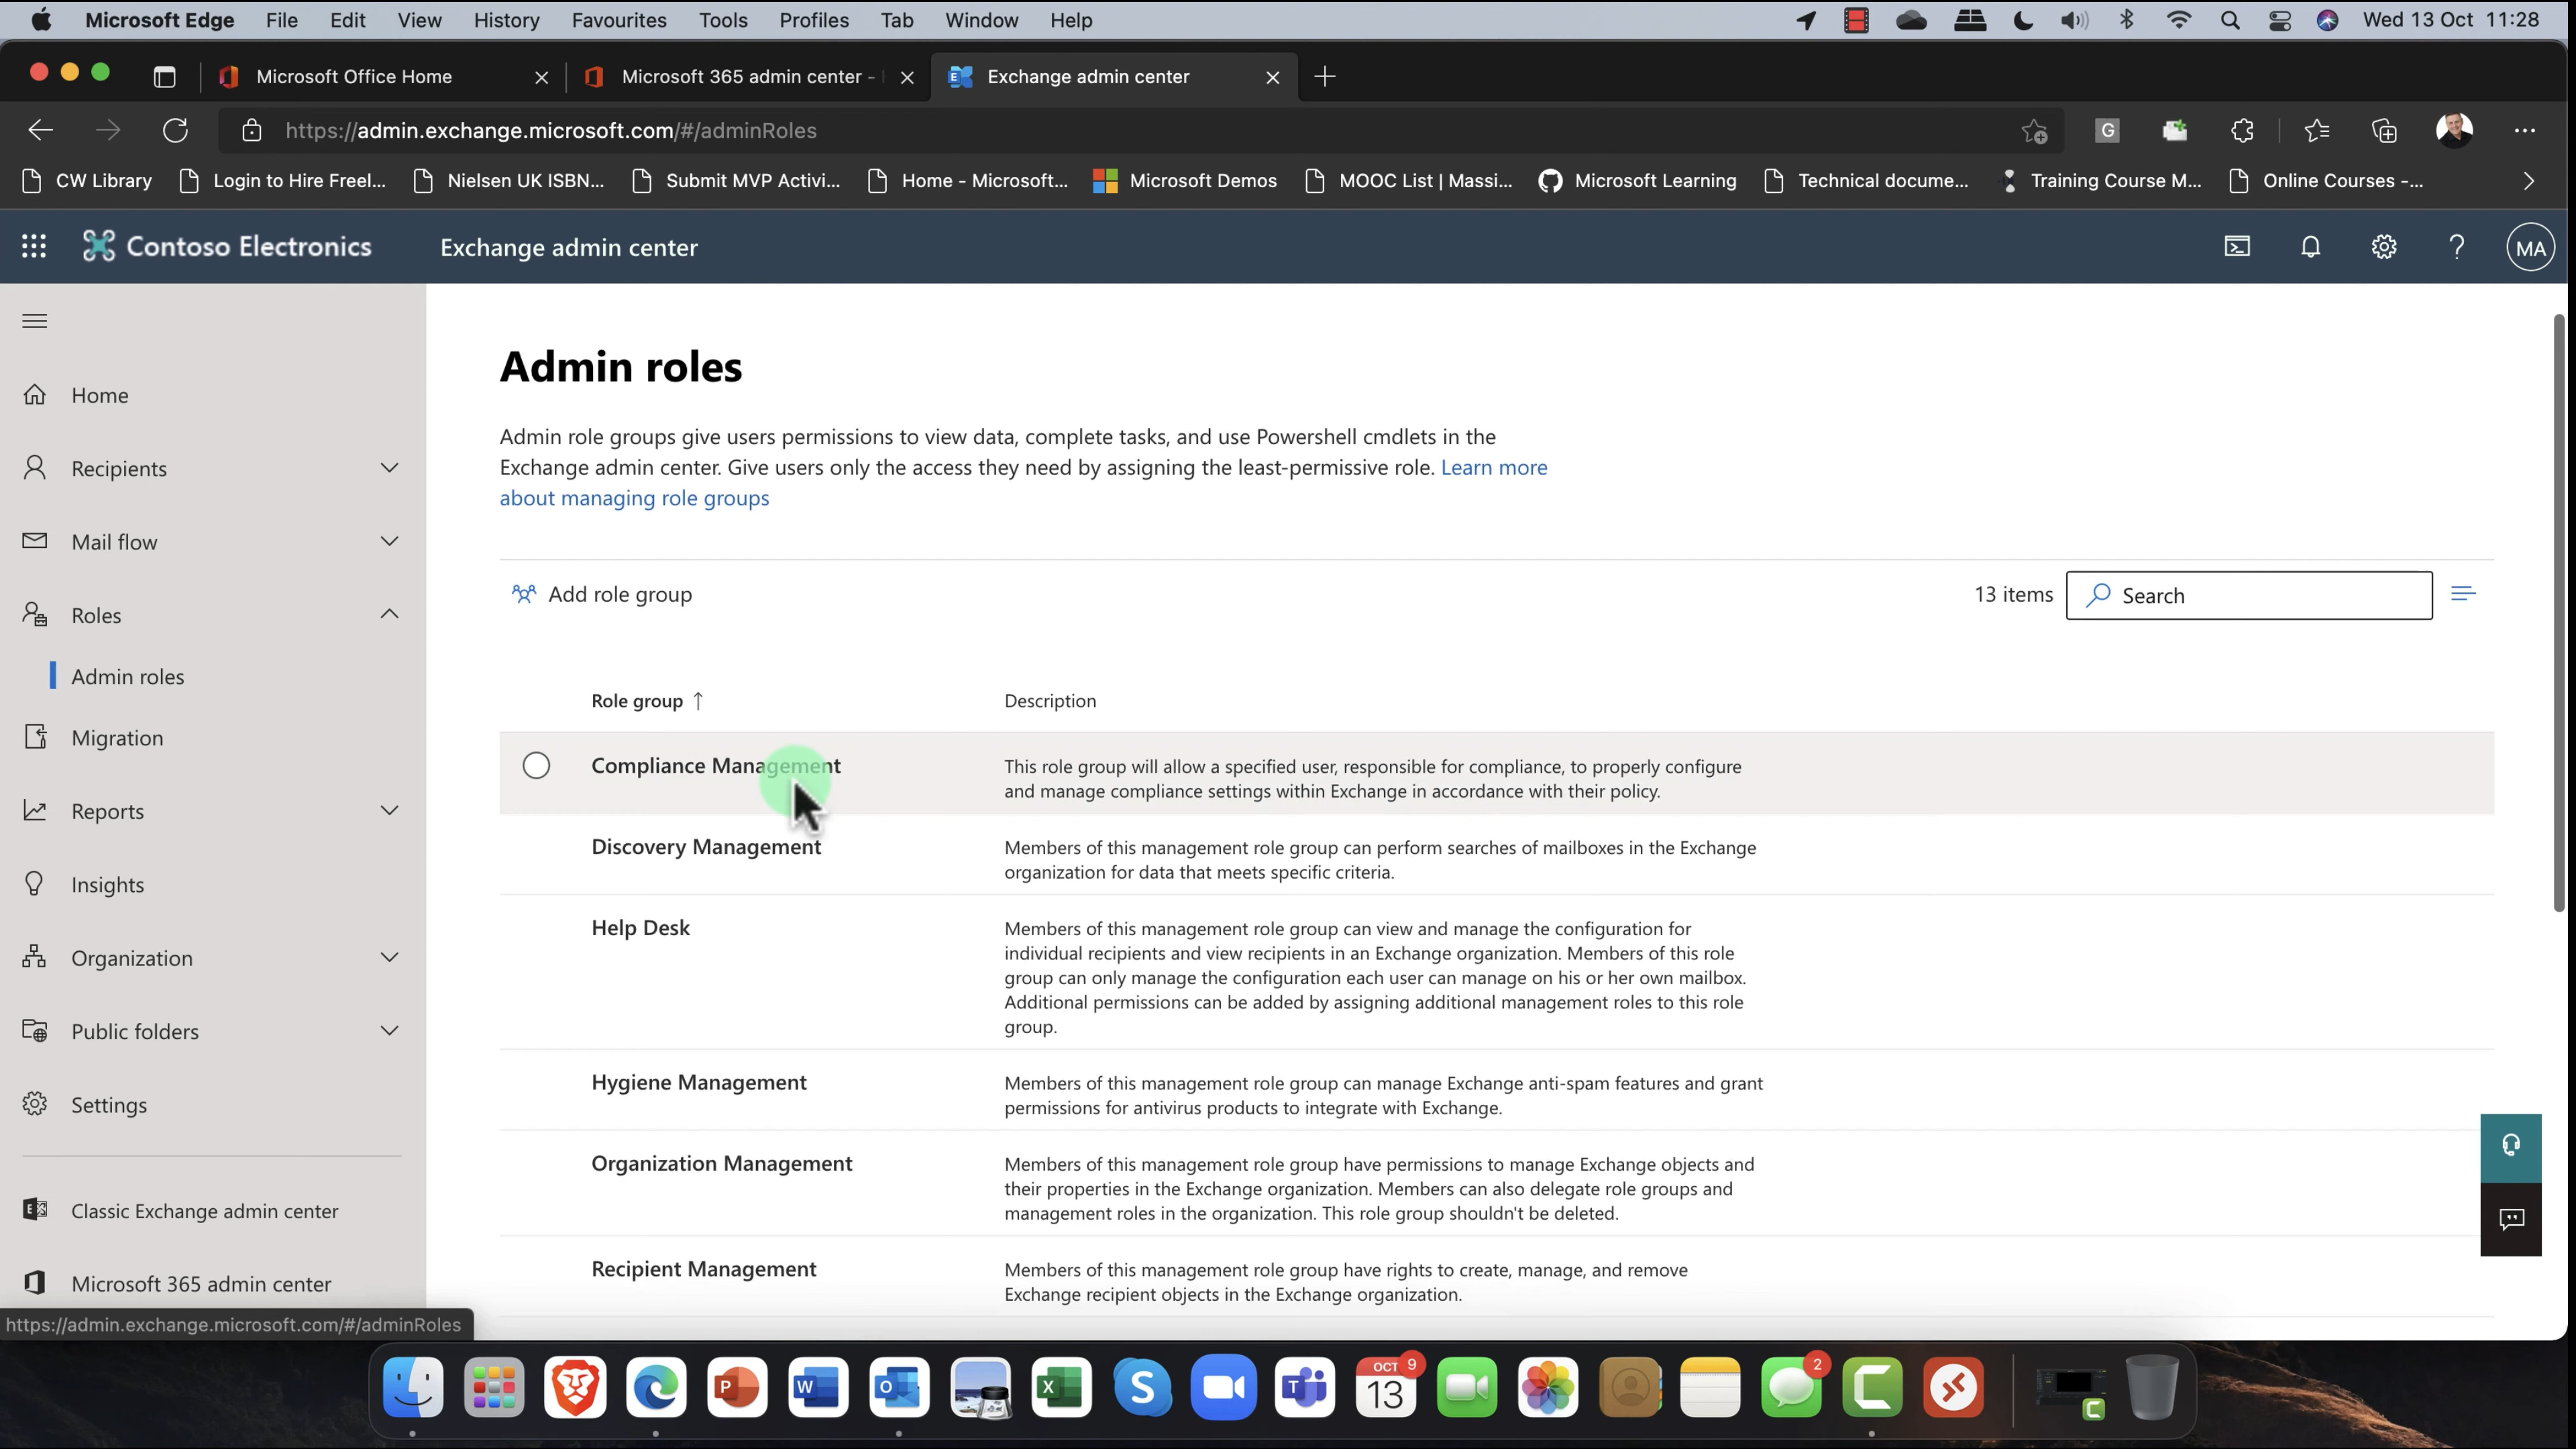 Microsoft Edge File Edit View History Favourites Tools Profiles Tab Window Help Wed 13 Oct 11:28
Microsoft Office Home Microsoft 365 admin center - Exchange admin center
https://admin.exchange.microsoft.com/#/adminRoles G
CW Library Login to Hire Freel... Nielsen UK ISBN... Submit MVP Activi... Home - Microsoft... Microsoft Demos MOOC List | Massi... Microsoft Learning Technical docume... Training Course M... Online Courses -...
Contoso Electronics Exchange admin center MA
Home
Recipients
Mail flow
Roles
Admin roles
Migration
Reports
Insights
Organization
Public folders
Settings
Classic Exchange admin center
Microsoft 365 admin center
https://admin.exchange.microsoft.com/#/adminRoles
Admin roles
Admin role groups give users permissions to view data, complete tasks, and use Powershell cmdlets in the
Exchange admin center. Give users only the access they need by assigning the least-permissive role. Learn more
about managing role groups
Add role group 13 items Search
Role group ↑ Description
Compliance Management
This role group will allow a specified user, responsible for compliance, to properly configure
and manage compliance settings within Exchange in accordance with their policy.
Discovery Management
Members of this management role group can perform searches of mailboxes in the Exchange
organization for data that meets specific criteria.
Help Desk
Members of this management role group can view and manage the configuration for
individual recipients and view recipients in an Exchange organization. Members of this role
group can only manage the configuration each user can manage on his or her own mailbox.
Additional permissions can be added by assigning additional management roles to this role
group.
Hygiene Management
Members of this management role group can manage Exchange anti-spam features and grant
permissions for antivirus products to integrate with Exchange.
Organization Management
Members of this management role group have permissions to manage Exchange objects and
their properties in the Exchange organization. Members can also delegate role groups and
management roles in the organization. This role group shouldn't be deleted.
Recipient Management
Members of this management role group have rights to create, manage, and remove
Exchange recipient objects in the Exchange organization.
P W O X S T OCT 9 13 2 C